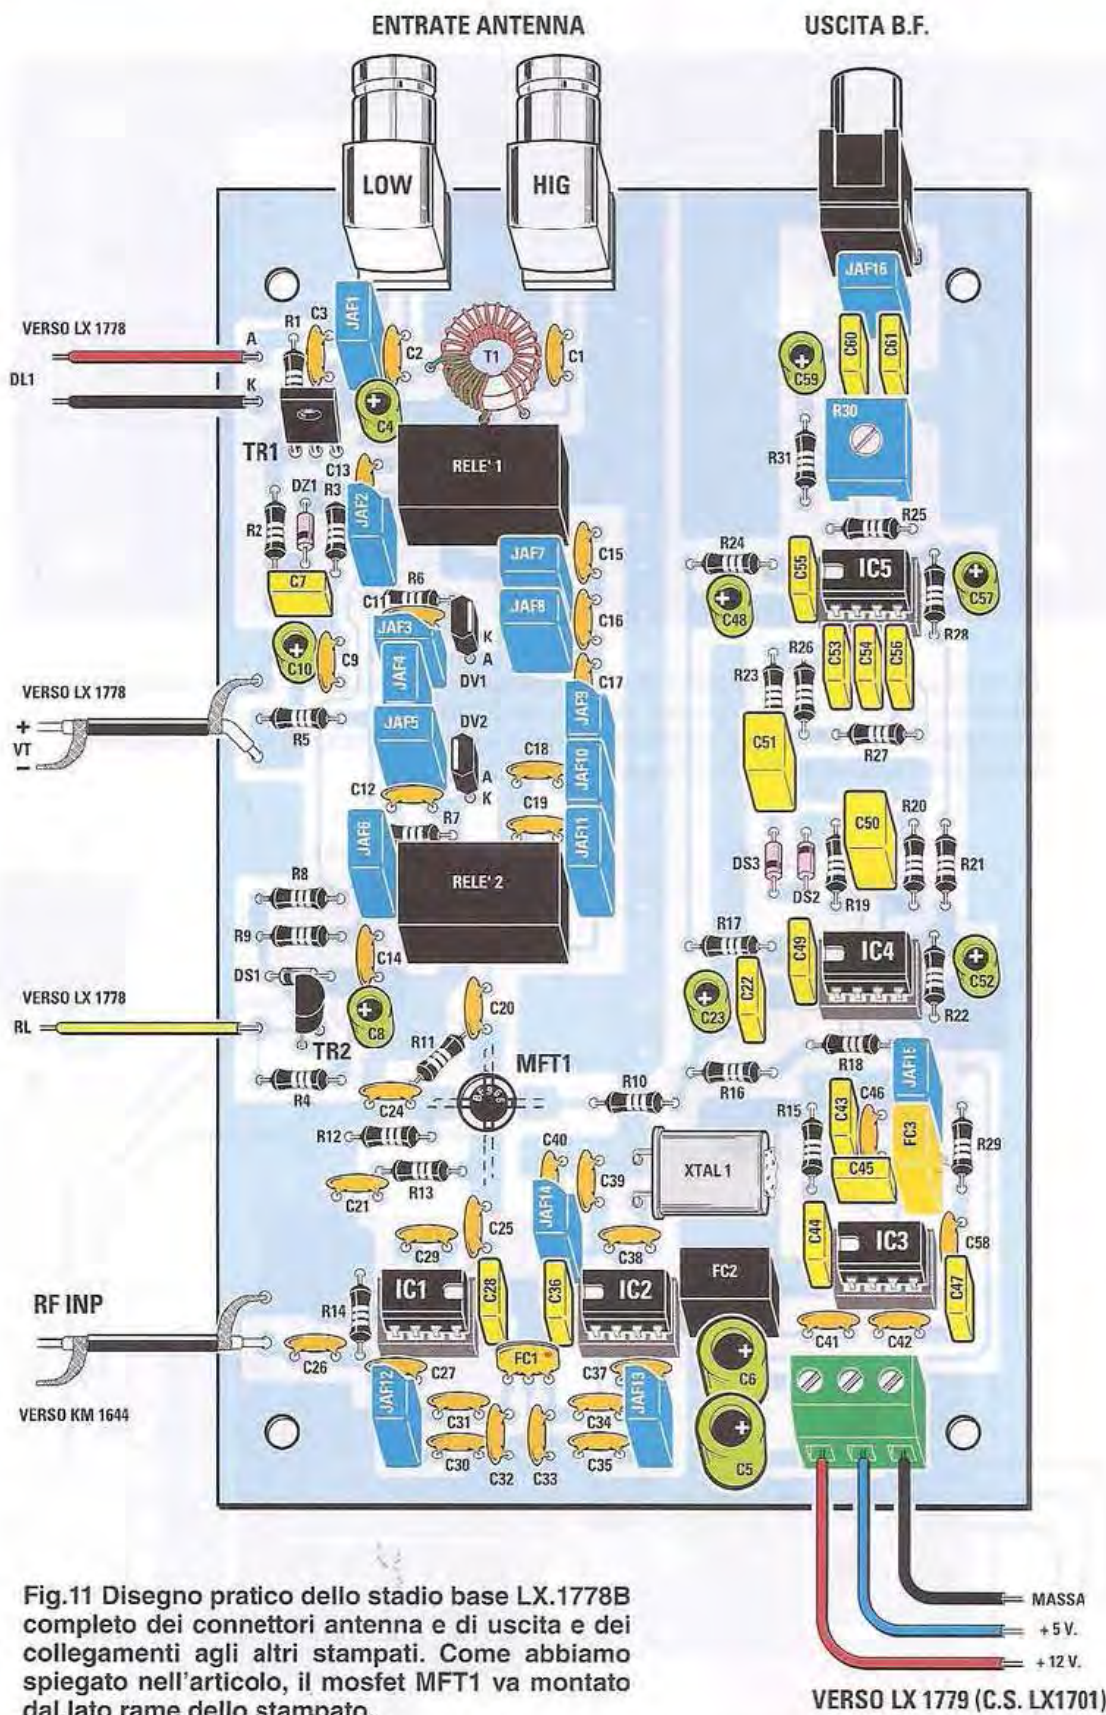 ENTRATE ANTENNA
USCITA B.F.
LOW
HIG
JAF16
VERSO LX 1778
A
R1
C3
JAF1
C2
T1
C1
C60
C61
C59
DL1
K
C4
R30
TR1
R31
C13
RELE' 1
DZ1
R3
R2
JAF2
R25
C15
R24
C55
IC5
C57
JAF7
C7
R6
C11
JAF8
C16
C48
R28
JAF3
K
A
DV1
C10
C9
JAF4
C17
R23
R26
C53
C54
C56
VERSO LX 1778
+
VT
–
R5
JAF5
DV2
JAF9
C51
R27
C18
JAF10
A
K
C12
C19
R7
JAF6
JAF11
C50
R20
RELE' 2
DS3
DS2
R19
R21
R8
R9
C14
R17
C49
IC4
C52
DS1
C20
C22
C23
R22
VERSO LX 1778
RL
C8
R11
TR2
MFT1
R18
JAF15
R4
C24
R10
R16
R15
C43
C46
FC3
R29
R12
C40
XTAL 1
C45
R13
C39
C21
JAF14
C25
C44
IC3
C58
C29
C38
FC2
RF INP
IC1
C28
C36
IC2
C47
R14
C41
C42
C26
C27
FC1
C37
C6
JAF12
JAF13
VERSO KM 1644
C31
C34
C30
C32
C33
C35
C5
Fig.11 Disegno pratico dello stadio base LX.1778B
completo dei connettori antenna e di uscita e dei
collegamenti agli altri stampati. Come abbiamo
spiegato nell'articolo, il mosfet MFT1 va montato
dal lato rame dello stampato.
MASSA
+ 5 V.
+ 12 V.
VERSO LX 1779 (C.S. LX1701)